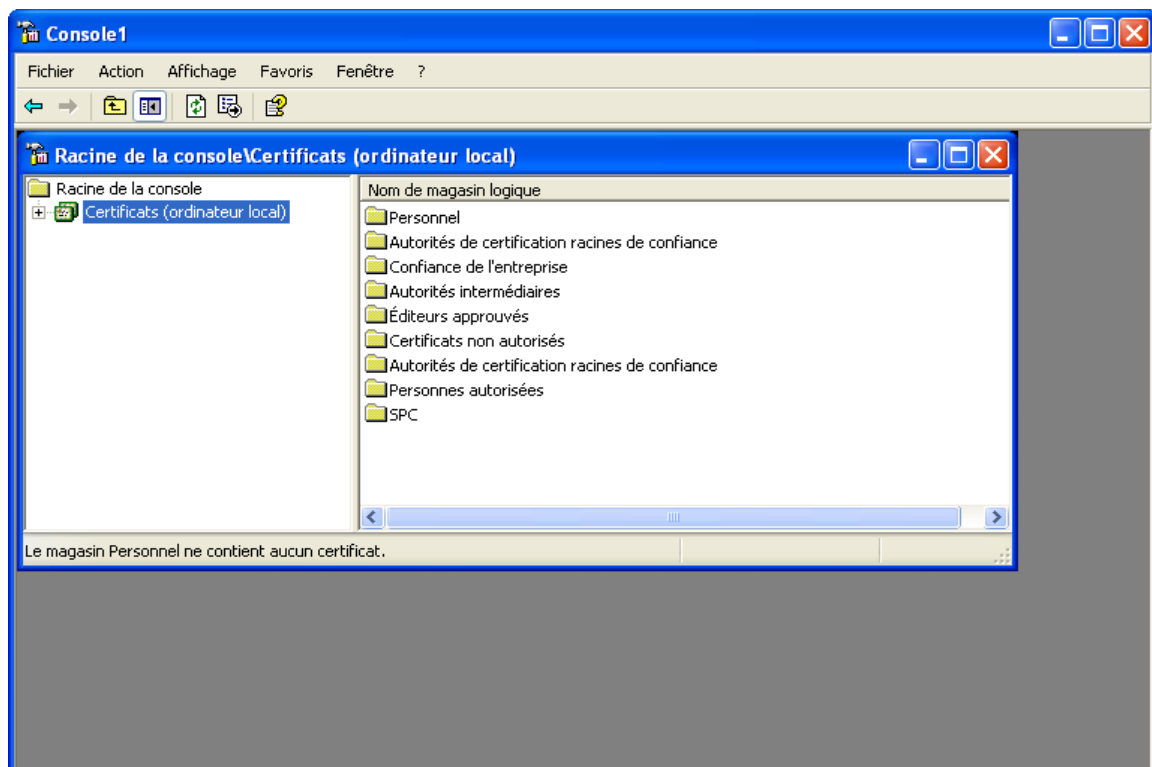 Console1
Fichier Action Affichage Favoris Fenêtre ?
Racine de la console\Certificats (ordinateur local)
Racine de la console
Certificats (ordinateur local)
Nom de magasin logique
Personnel
Autorités de certification racines de confiance
Confiance de l'entreprise
Autorités intermédiaires
Éditeurs approuvés
Certificats non autorisés
Autorités de certification racines de confiance
Personnes autorisées
SPC
Le magasin Personnel ne contient aucun certificat.